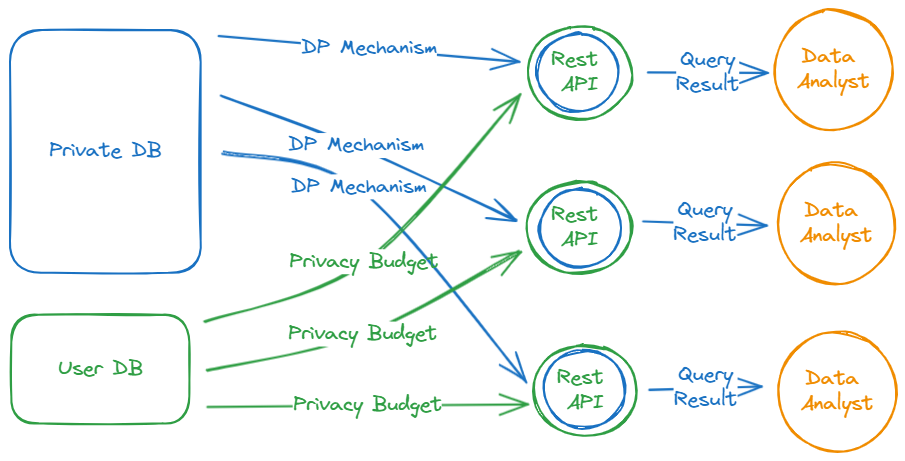 DP Mechanism
Rest
API
Query
Result
Data
Analyst
Private DB
DP Mechanism
DP Mechanism
Rest
API
Query
Result
Data
Analyst
Privacy Budget
Privacy Budget
User DB
Privacy Budget
Rest
API
Query
Result
Data
Analyst